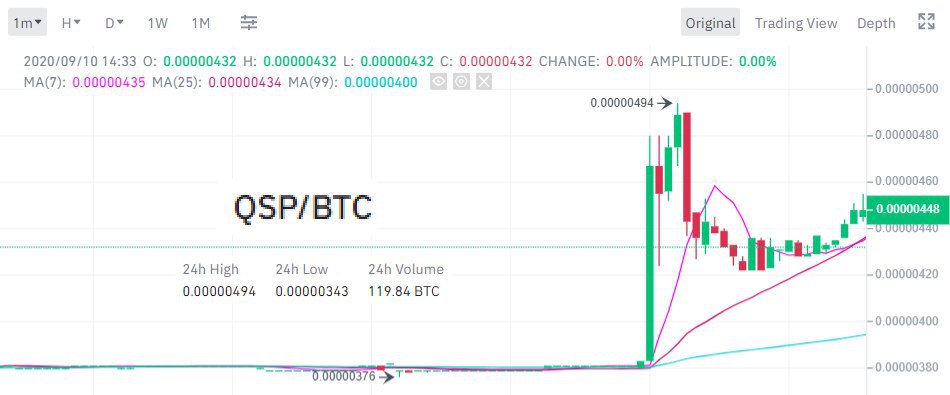 1m H D 1W 1M Original Trading View Depth
2020/09/10 14:33 O: 0.00000432 H: 0.00000432 L: 0.00000432 C: 0.00000432 CHANGE: 0.00% AMPLITUDE: 0.00%
MA(7): 0.00000435 MA(25): 0.00000434 MA(99): 0.00000400
0.00000500
0.00000494
0.00000480
0.00000460
QSP/BTC
0.00000448
0.00000440
24h High 24h Low 24h Volume
0.00000420
0.00000494 0.00000343 119.84 BTC
0.00000400
0.00000380
0.00000376